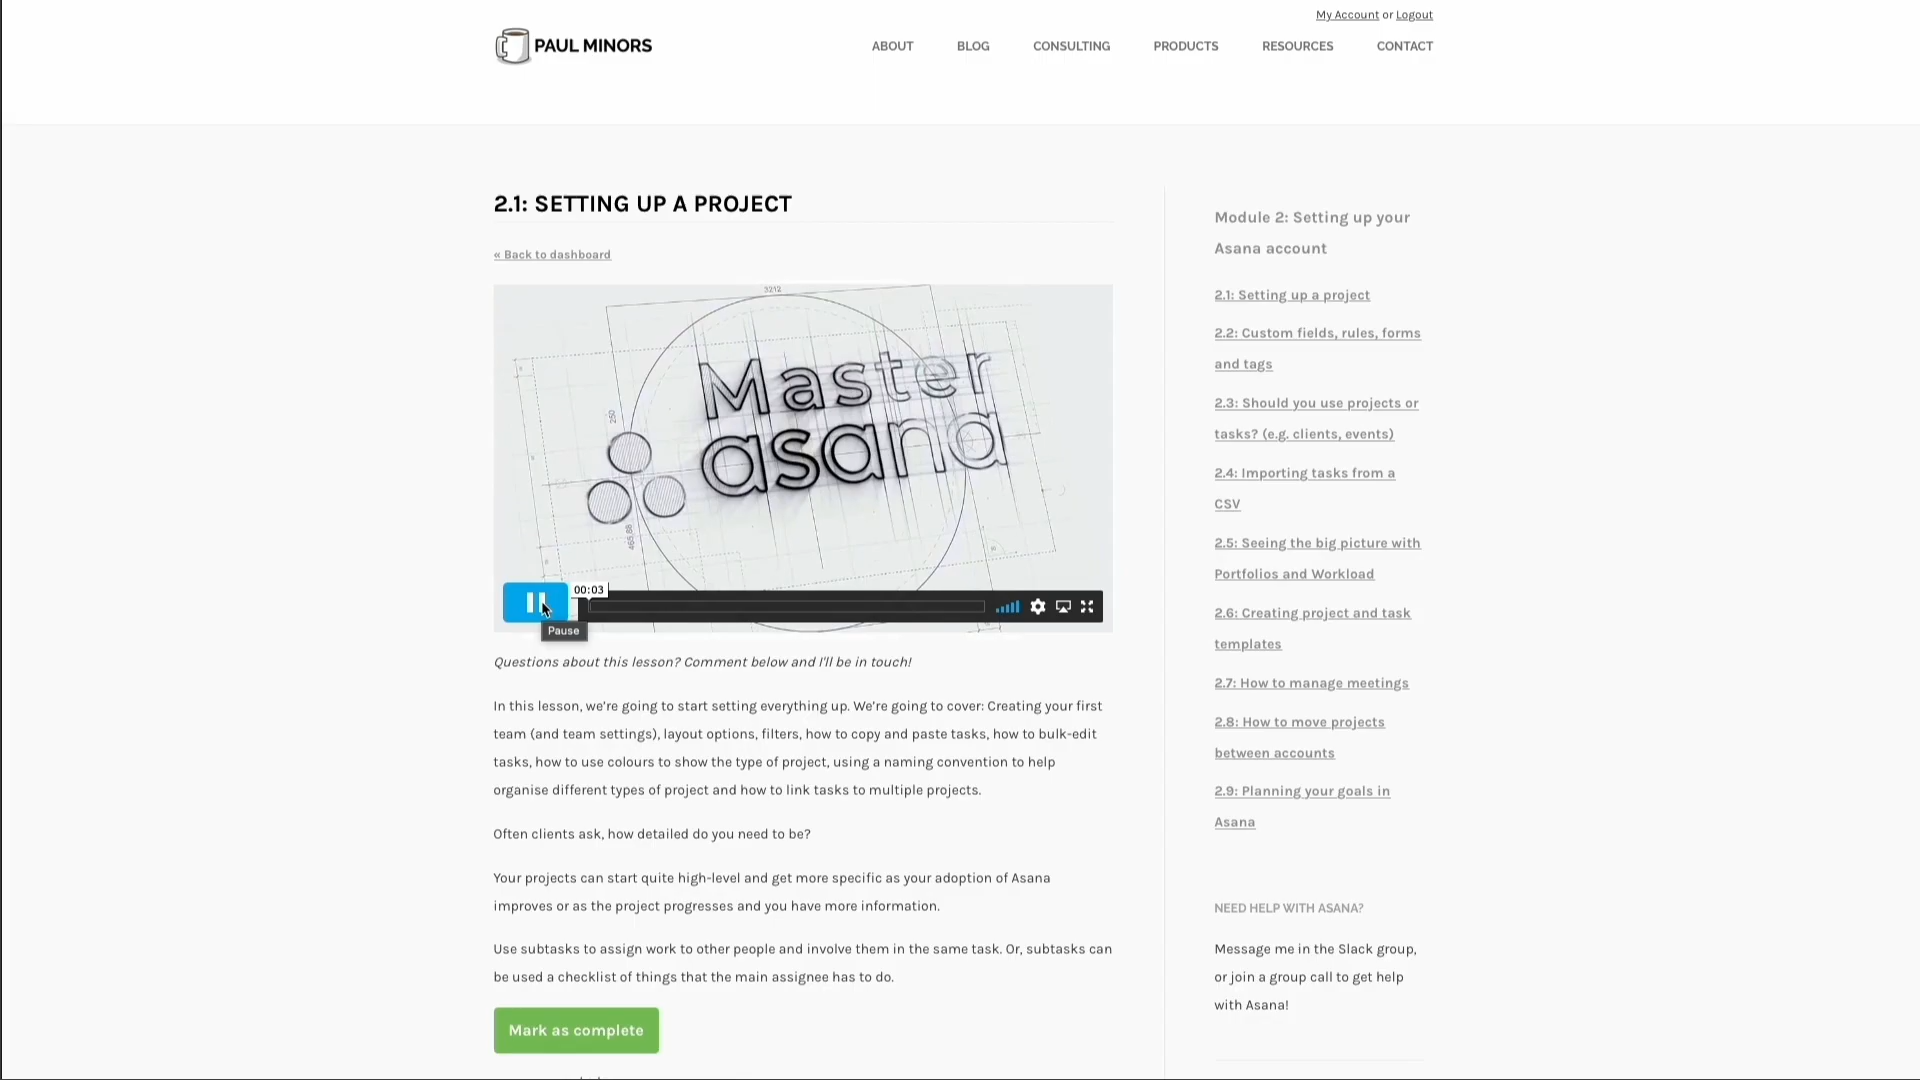 My Account or Logout
PAUL MINORS
ABOUT BLOG CONSULTING PRODUCTS RESOURCES CONTACT
2.1: SETTING UP A PROJECT
« Back to dashboard
3212
250
Master
asana
465,88
00:03
Pause
Questions about this lesson? Comment below and I'll be in touch!
In this lesson, we're going to start setting everything up. We're going to cover: Creating your first
team (and team settings), layout options, filters, how to copy and paste tasks, how to bulk-edit
tasks, how to use colours to show the type of project, using a naming convention to help
organise different types of project and how to link tasks to multiple projects.
Often clients ask, how detailed do you need to be?
Your projects can start quite high-level and get more specific as your adoption of Asana
improves or as the project progresses and you have more information.
Use subtasks to assign work to other people and involve them in the same task. Or, subtasks can
be used a checklist of things that the main assignee has to do.
Mark as complete
Module 2: Setting up your
Asana account
2.1: Setting up a project
2.2: Custom fields, rules, forms
and tags
2.3: Should you use projects or
tasks? (e.g. clients, events)
2.4: Importing tasks from a
CSV
2.5: Seeing the big picture with
Portfolios and Workload
2.6: Creating project and task
templates
2.7: How to manage meetings
2.8: How to move projects
between accounts
2.9: Planning your goals in
Asana
NEED HELP WITH ASANA?
Message me in the Slack group,
or join a group call to get help
with Asana!